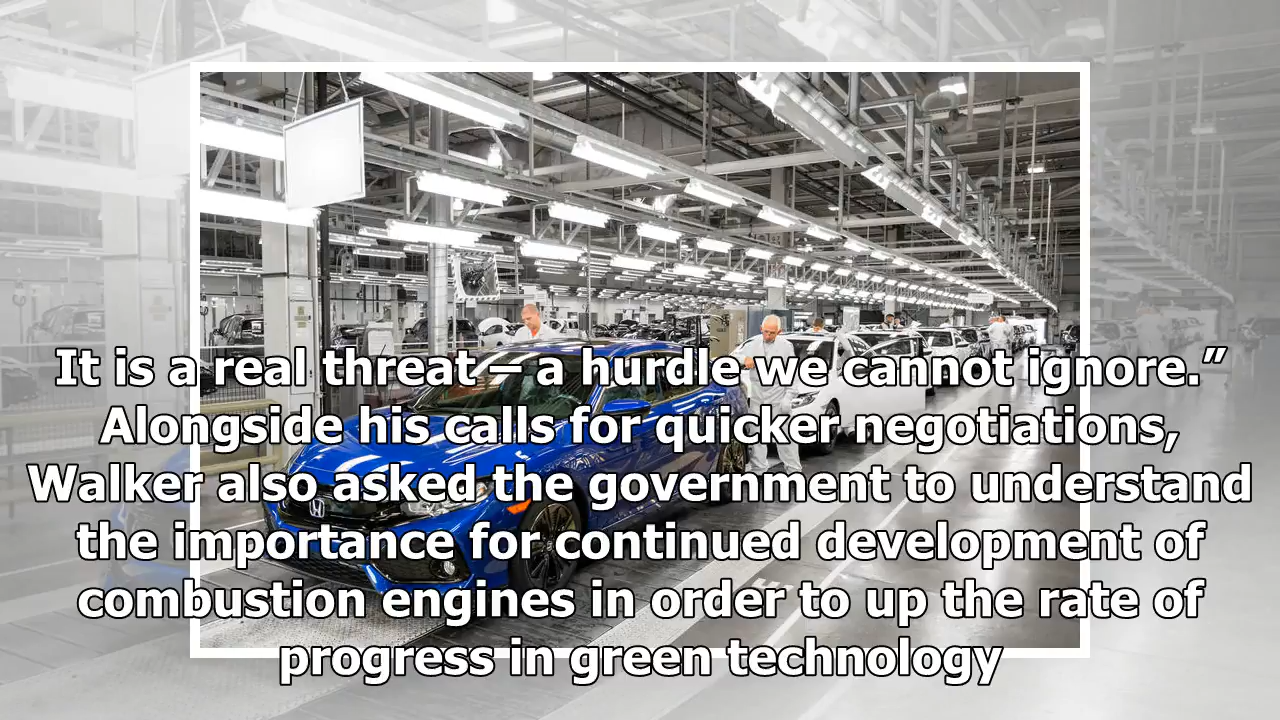 It is a real threat – a hurdle we cannot ignore.”
Alongside his calls for quicker negotiations,
Walker also asked the government to understand
the importance for continued development of
combustion engines in order to up the rate of
progress in green technology